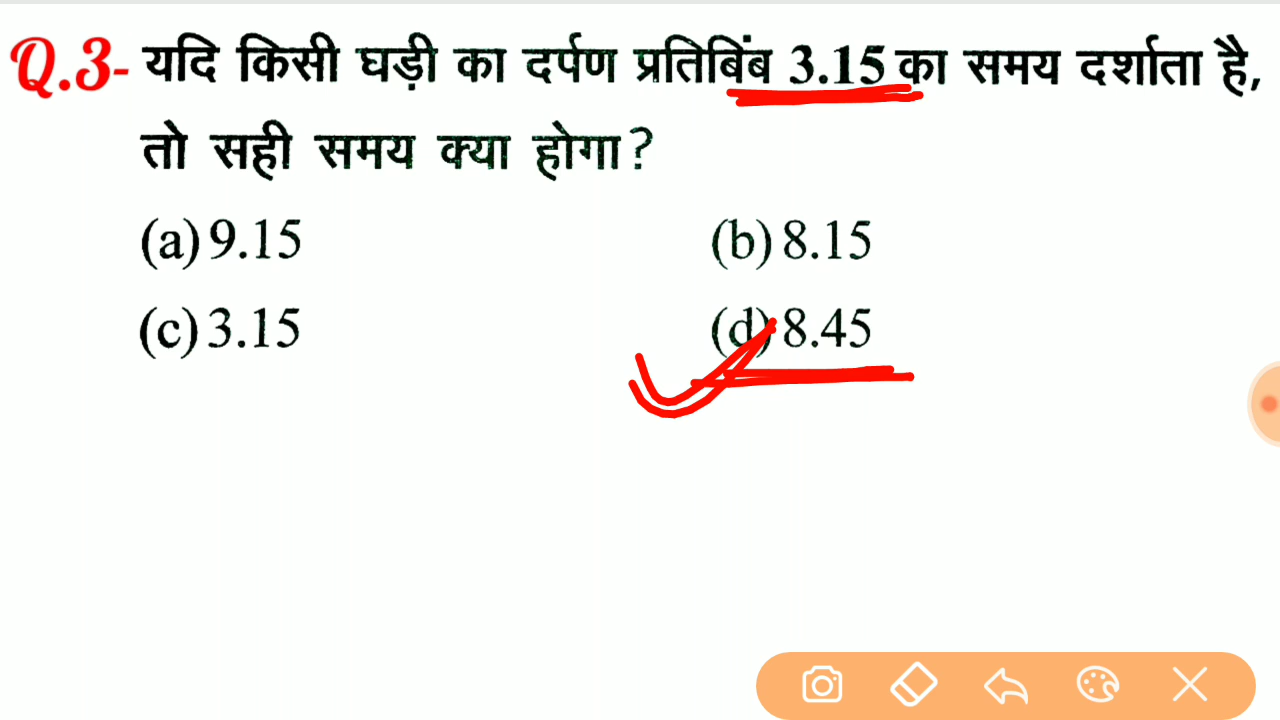 Q.3- यदि किसी घड़ी का दर्पण प्रतिबिंब 3.15 का समय दर्शाता है,
तो सही समय क्या होगा?
(a) 9.15 (b) 8.15
(c) 3.15 (d) 8.45